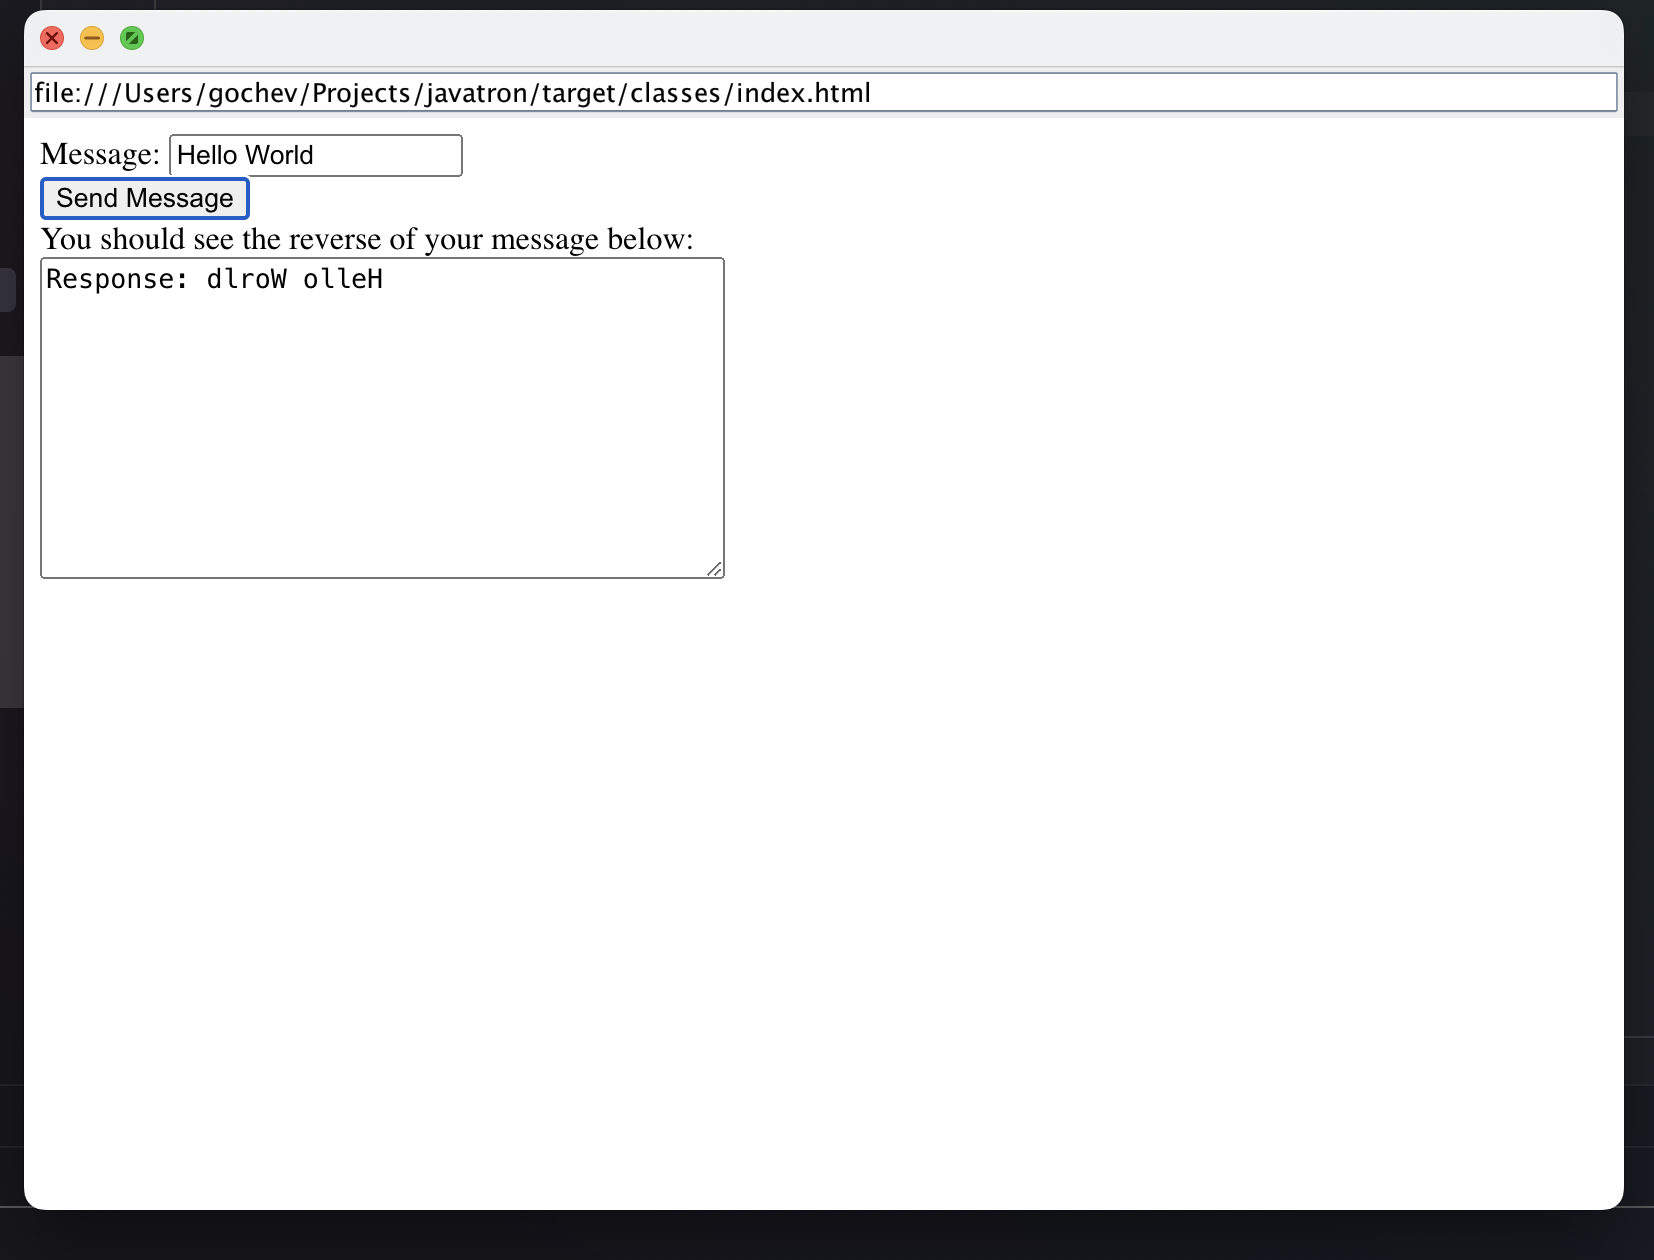 file:///Users/gochev/Projects/javatron/target/classes/index.html
Message: Hello World
Send Message
You should see the reverse of your message below:
Response: dlroW olleH